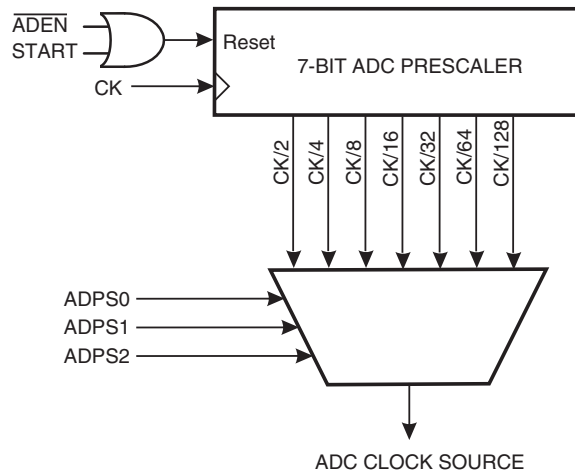 ADEN
START
Reset
CK
7-BIT ADC PRESCALER
CK/2
CK/4
CK/8
CK/16
CK/32
CK/64
CK/128
ADPS0
ADPS1
ADPS2
ADC CLOCK SOURCE